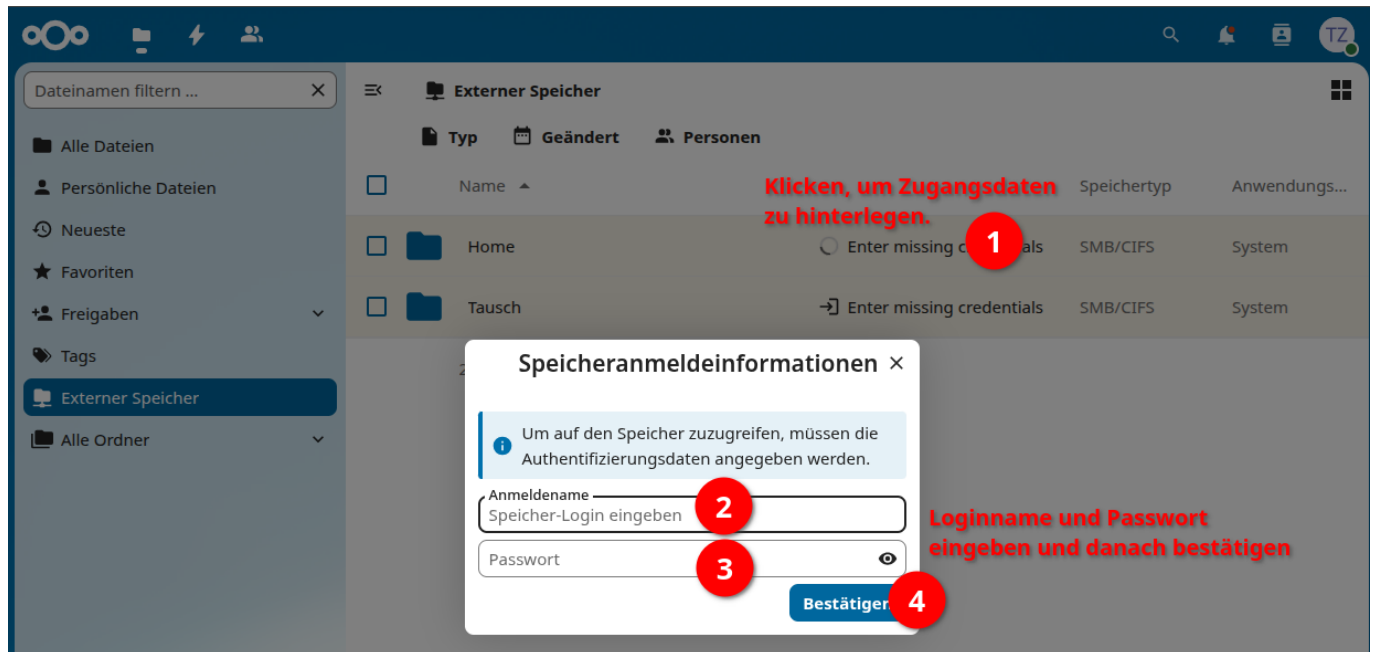 TZ
Dateinamen filtern ...
Externer Speicher
Typ Geändert Personen
Alle Dateien
Persönliche Dateien
Neueste
Favoriten
Freigaben
Tags
Externer Speicher
Alle Ordner
Name Speichertyp Anwendungs...
Klicken, um Zugangsdaten
zu hinterlegen.
1
Home Enter missing SMB/CIFS System
Tausch Enter missing credentials SMB/CIFS System
Speicheranmeldeinformationen
Um auf den Speicher zuzugreifen, müssen die
Authentifizierungsdaten angegeben werden.
Anmeldename
Speicher-Login eingeben
2
Passwort
3
Loginname und Passwort
eingeben und danach bestätigen
4